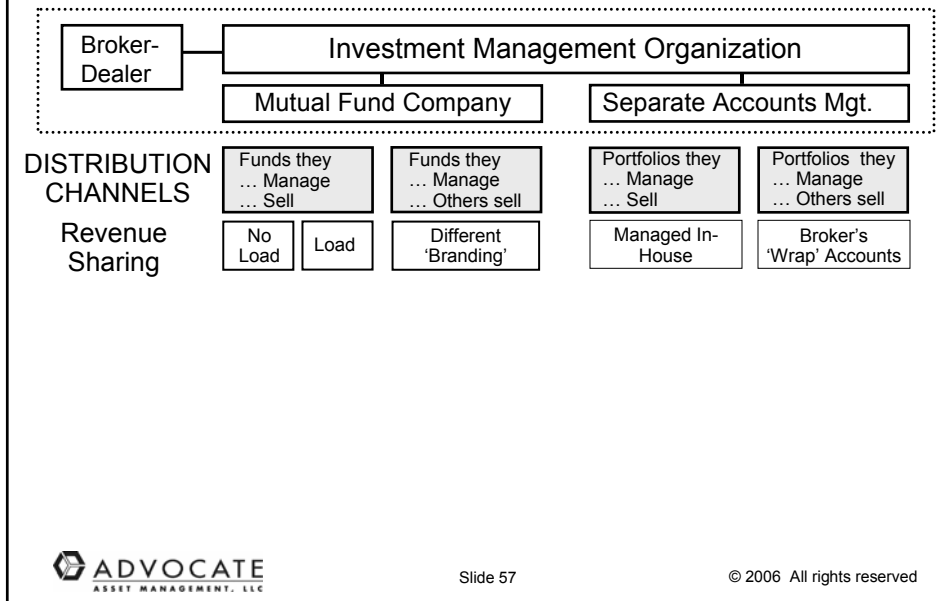 Broker-
Dealer
Investment Management Organization
Mutual Fund Company
Separate Accounts Mgt.
DISTRIBUTION
CHANNELS
Funds they
… Manage
… Sell
Funds they
… Manage
… Others sell
Portfolios they
… Manage
… Sell
Portfolios they
… Manage
… Others sell
Revenue
Sharing
No
Load
Load
Different
'Branding'
Managed In-
House
Broker's
'Wrap' Accounts
ADVOCATE
ASSET MANAGEMENT, LLC
Slide 57
© 2006 All rights reserved